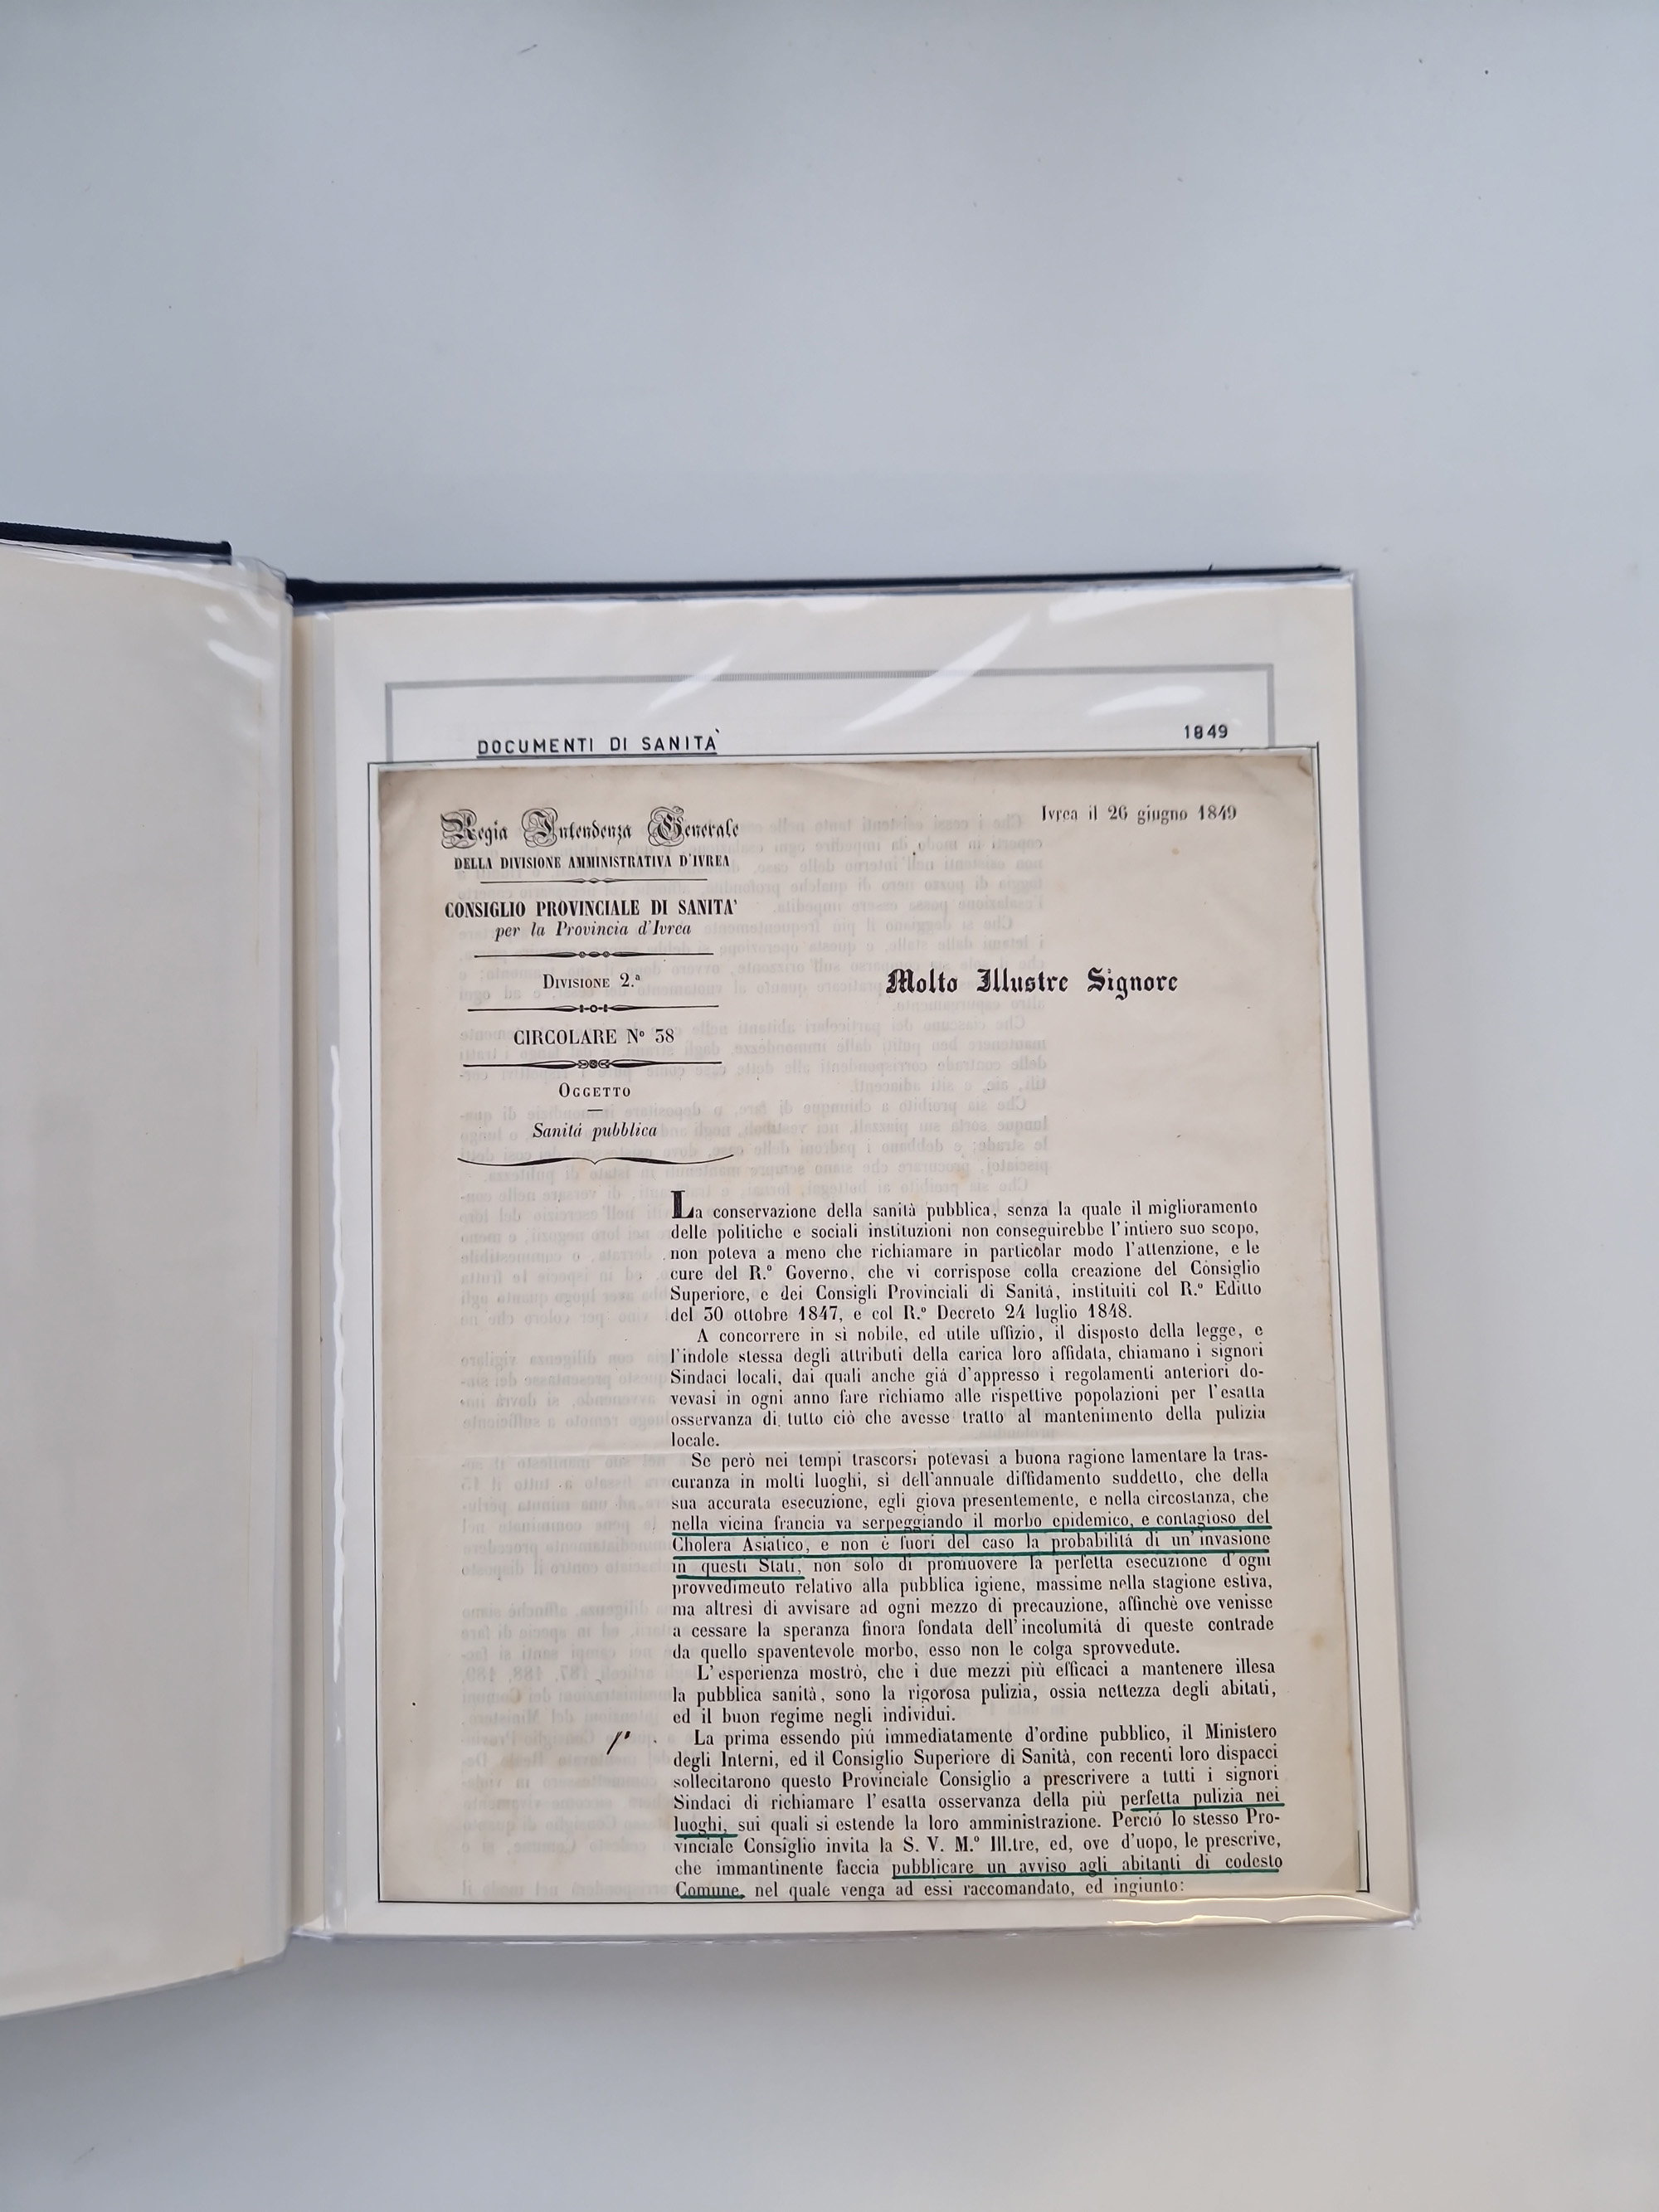 DOCUMENTI DI SANITA'
1849
Regia Intendenza Generale
DELLA DIVISIONE AMMINISTRATIVA D'IVREA
CONSIGLIO PROVINCIALE DI SANITA'
per la Provincia d'Ivrea
DIVISIONE 2.ª
CIRCOLARE Nº 38
OGGETTO
Sanitá pubblica
Ivrea il 26 giugno 1849
Molto Illustre Signore
La conservazione della sanità pubblica, senza la quale il miglioramento
delle politiche e sociali instituzioni non conseguirebbe l'intiero suo scopo,
non poteva a meno che richiamare in particolar modo l'attenzione, e le
cure del R.º Governo, che vi corrispose colla creazione del Consiglio
Superiore, e dei Consigli Provinciali di Sanitá, instituiti col R.º Editto
del 30 ottobre 1847, e col R.º Decreto 24 luglio 1848.
A concorrere in sì nobile, ed utile uffizio, il disposto della legge, e
l'indole stessa degli attributi della carica loro affidata, chiamano i signori
Sindaci locali, dai quali anche giá d'appresso i regolamenti anteriori do-
vevasi in ogni anno fare richiamo alle rispettive popolazioni per l'esatta
osservanza di tutto ciò che avesse tratto al mantenimento della pulizia
locale.
Se però nei tempi trascorsi potevasi a buona ragione lamentare la tras-
curanza in molti luoghi, sì dell'annuale diffidamento suddetto, che della
sua accurata esecuzione, egli giova presentemente, e nella circostanza, che
nella vicina francia va serpeggiando il morbo epidemico, e contagioso del
Cholera Asiatico, e non è fuori del caso la probabilitá di un'invasione
in questi Stati, non solo di promuovere la perfetta esecuzione d'ogni
provvedimento relativo alla pubblica igiene, massime nella stagione estiva,
ma altresì di avvisare ad ogni mezzo di precauzione, affinchè ove venisse
a cessare la speranza finora fondata dell'incolumitá di queste contrade
da quello spaventevole morbo, esso non le colga sprovvedute.
L'esperienza mostrò, che i due mezzi più efficaci a mantenere illesa
la pubblica sanità, sono la rigorosa pulizia, ossia nettezza degli abitati,
ed il buon regime negli individui.
La prima essendo piú immediatamente d'ordine pubblico, il Ministero
degli Interni, ed il Consiglio Superiore di Sanità, con recenti loro dispacci
sollecitarono questo Provinciale Consiglio a prescrivere a tutti i signori
Sindaci di richiamare l'esatta osservanza della più perfetta pulizia nei
luoghi, sui quali si estende la loro amministrazione. Perciò lo stesso Pro-
vinciale Consiglio invita la S. V. M.º Ill.tre, ed, ove d'uopo, le prescrive,
che immantinente faccia pubblicare un avviso agli abitanti di codesto
Comune, nel quale venga ad essi raccomandato, ed ingiunto: